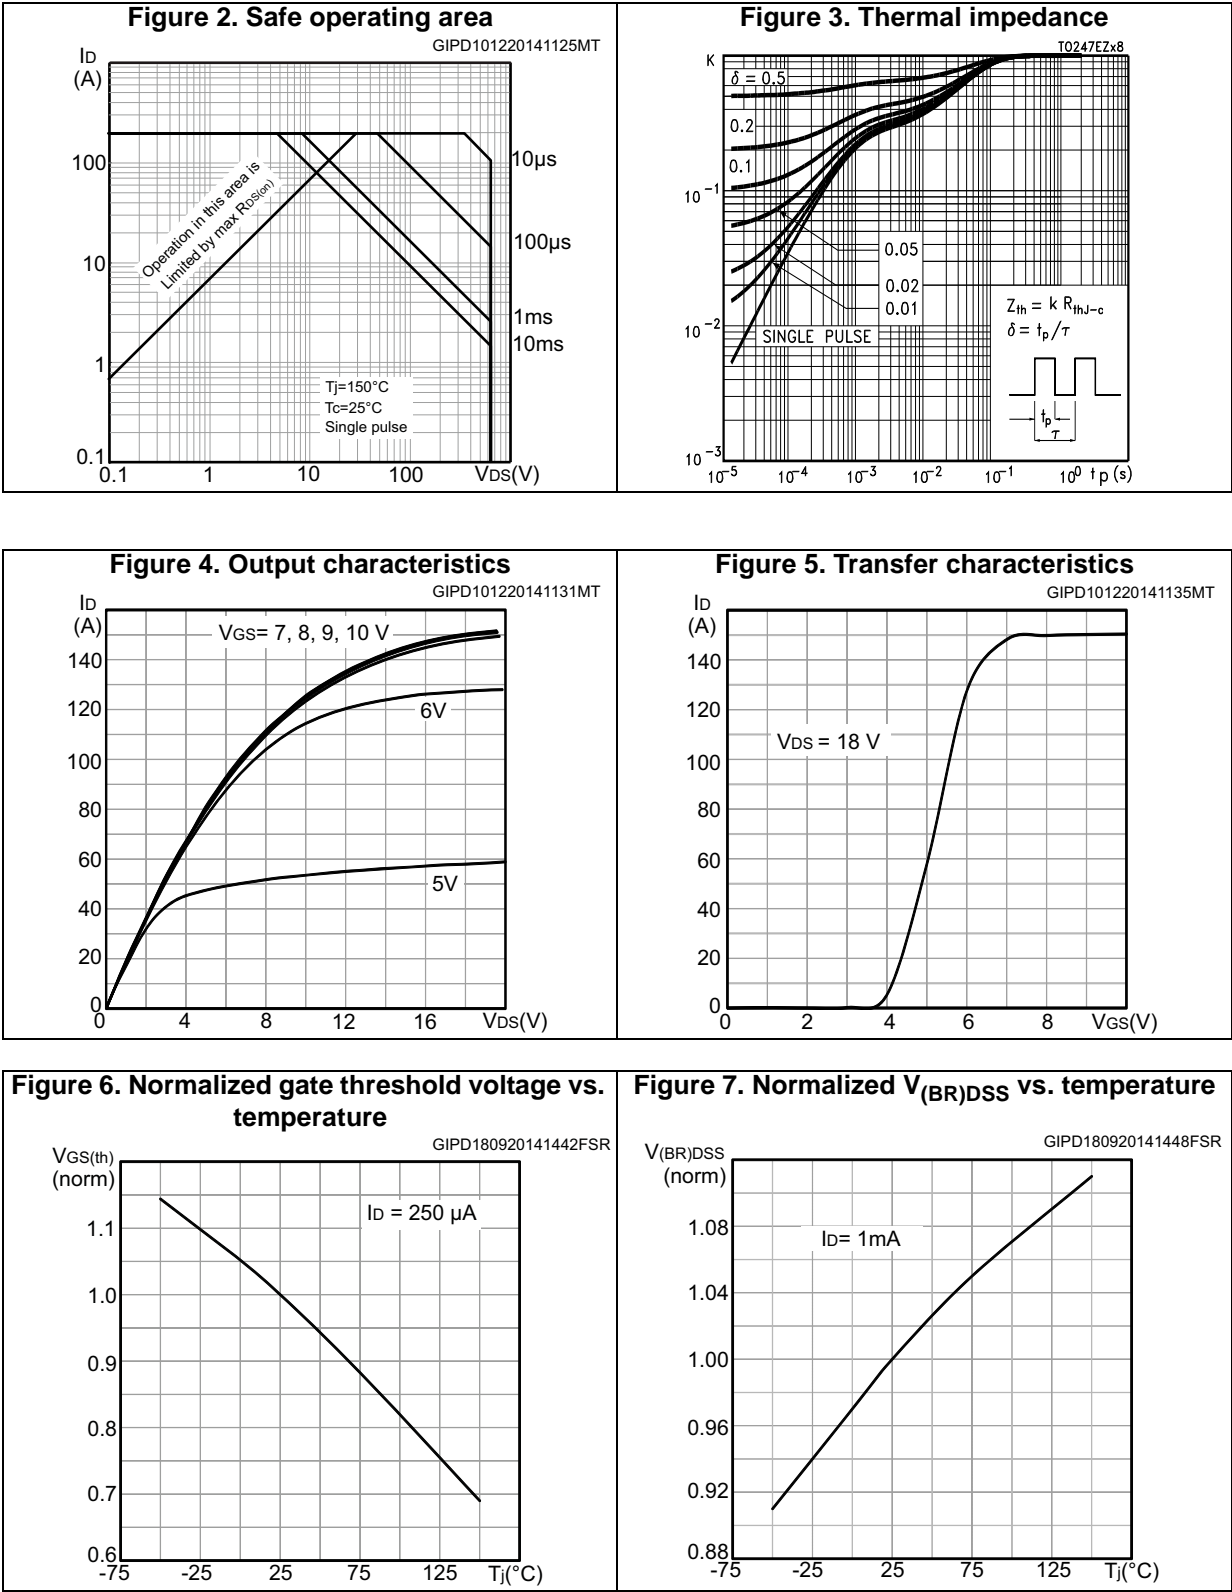 Figure 2. Safe operating area
GIPD101220141125MT
ID
(A)
100
10
1
0.1
0.1
1
10
100
VDS(V)
Operation in this area is
Limited by max RDS(on)
10µs
100µs
1ms
10ms
Tj=150°C
Tc=25°C
Single pulse
Figure 3. Thermal impedance
TO247EZx8
K
δ = 0.5
0.2
0.1
0.05
0.02
0.01
SINGLE PULSE
10⁻¹
10⁻²
10⁻³
10⁻⁵
10⁻⁴
10⁻³
10⁻²
10⁻¹
10⁰
tp(s)
Zth = k RthJ-c
δ = tp/τ
tp
τ
Figure 4. Output characteristics
GIPD101220141131MT
ID
(A)
VGS= 7, 8, 9, 10 V
6V
5V
140
120
100
80
60
40
20
0
0
4
8
12
16
VDS(V)
Figure 5. Transfer characteristics
GIPD101220141135MT
ID
(A)
VDS = 18 V
140
120
100
80
60
40
20
0
0
2
4
6
8
VGS(V)
Figure 6. Normalized gate threshold voltage vs.
temperature
GIPD180920141442FSR
VGS(th)
(norm)
ID = 250 µA
1.1
1.0
0.9
0.8
0.7
0.6
-75
-25
25
75
125
Tj(°C)
Figure 7. Normalized V(BR)DSS vs. temperature
GIPD180920141448FSR
V(BR)DSS
(norm)
ID= 1mA
1.08
1.04
1.00
0.96
0.92
0.88
-75
-25
25
75
125
Tj(°C)